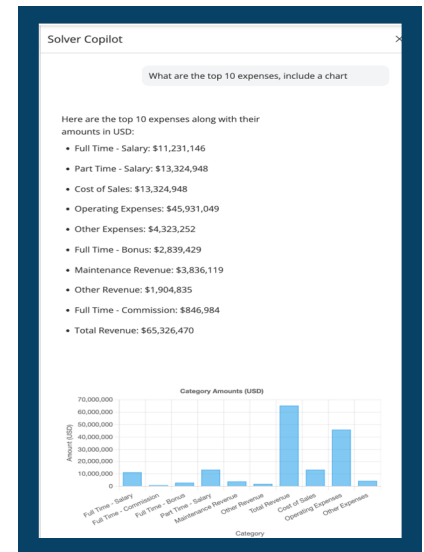 Solver Copilot
×
What are the top 10 expenses, include a chart
Here are the top 10 expenses along with their
amounts in USD:
• Full Time - Salary: $11,231,146
• Part Time - Salary: $13,324,948
• Cost of Sales: $13,324,948
• Operating Expenses: $45,931,049
• Other Expenses: $4,323,252
• Full Time - Bonus: $2,839,429
• Maintenance Revenue: $3,836,119
• Other Revenue: $1,904,835
• Full Time - Commission: $846,984
• Total Revenue: $65,326,470
Category Amounts (USD)
Amount (USD)
70,000,000
60,000,000
50,000,000
40,000,000
30,000,000
20,000,000
10,000,000
0
Full Time - Salary
Full Time - Commission
Full Time - Bonus
Part Time - Salary
Maintenance Revenue
Other Revenue
Total Revenue
Cost of Sales
Operating Expenses
Other Expenses
Category